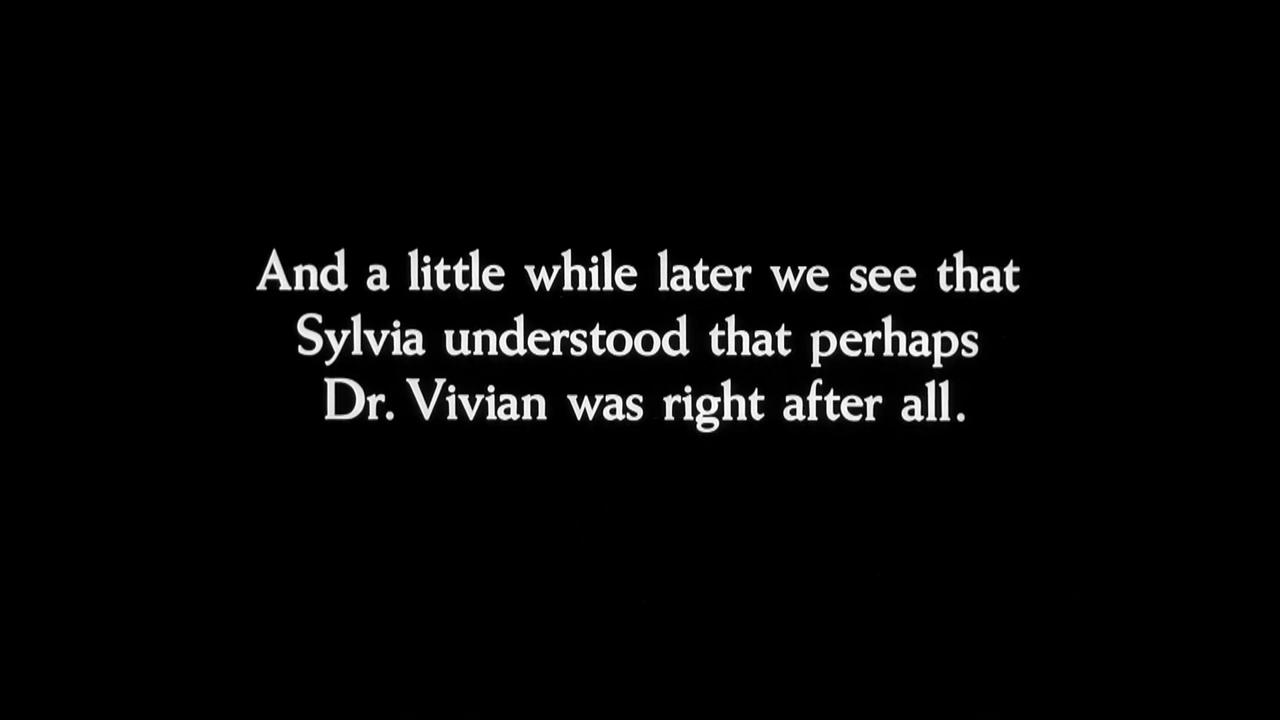 And a little while later we see that
Sylvia understood that perhaps
Dr. Vivian was right after all.